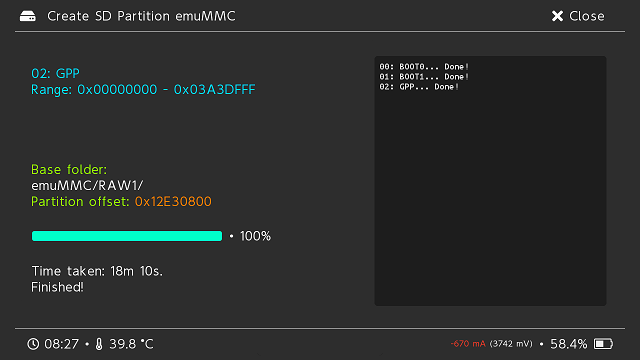 Create SD Partition emuMMC
Close
02: GPP
Range: 0x00000000 - 0x03A3DFFF
00: BOOT0... Done!
01: BOOT1... Done!
02: GPP... Done!
Base folder:
emuMMC/RAW1/
Partition offset: 0x12E30800
• 100%
Time taken: 18m 10s.
Finished!
08:27 • 39.8 °C
-670 mA (3742 mV) • 58.4%